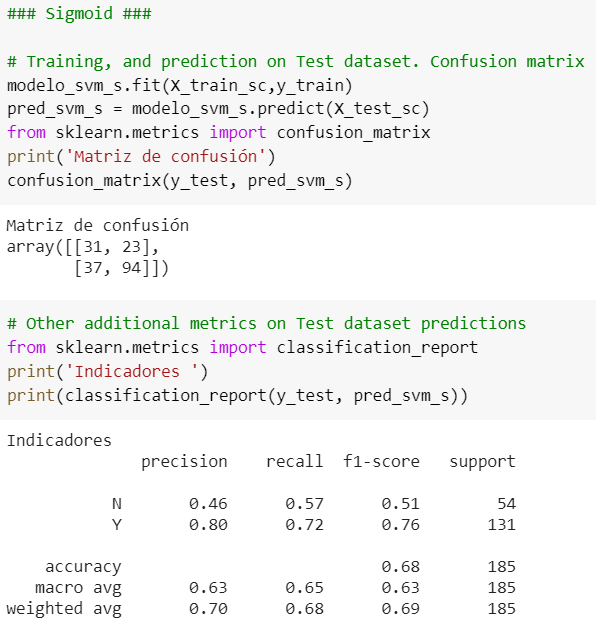 ### Sigmoid ###
# Training, and prediction on Test dataset. Confusion matrix
modelo_svm_s.fit(X_train_sc,y_train)
pred_svm_s = modelo_svm_s.predict(X_test_sc)
from sklearn.metrics import confusion_matrix
print('Matriz de confusión')
confusion_matrix(y_test, pred_svm_s)
Matriz de confusión
array([[31, 23],
       [37, 94]])
# Other additional metrics on Test dataset predictions
from sklearn.metrics import classification_report
print('Indicadores ')
print(classification_report(y_test, pred_svm_s))
Indicadores
              precision    recall  f1-score   support
           N       0.46      0.57      0.51        54
           Y       0.80      0.72      0.76       131
    accuracy                           0.68       185
   macro avg       0.63      0.65      0.63       185
weighted avg       0.70      0.68      0.69       185